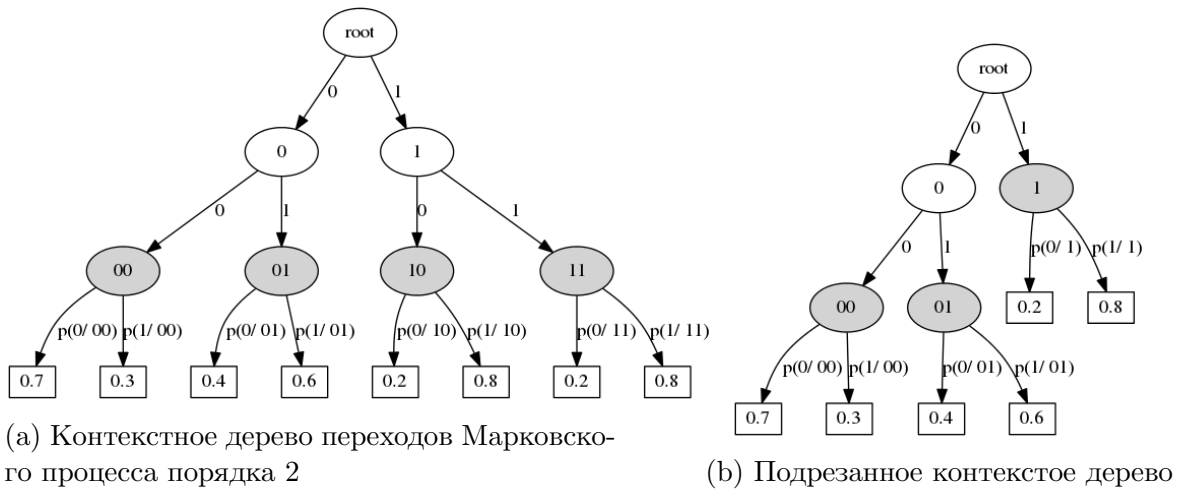 root
0 1
0 1
0 1 0 1
00 01 10 11
p(0/ 00) p(1/ 00) p(0/ 01) p(1/ 01) p(0/ 10) p(1/ 10) p(0/ 11) p(1/ 11)
0.7 0.3 0.4 0.6 0.2 0.8 0.2 0.8
(a) Контекстное дерево переходов Марковско-
го процесса порядка 2
root
0 1
0 1
0 1 p(0/ 1) p(1/ 1)
00 01 0.2 0.8
p(0/ 00) p(1/ 00) p(0/ 01) p(1/ 01)
0.7 0.3 0.4 0.6
(b) Подрезанное контекстое дерево